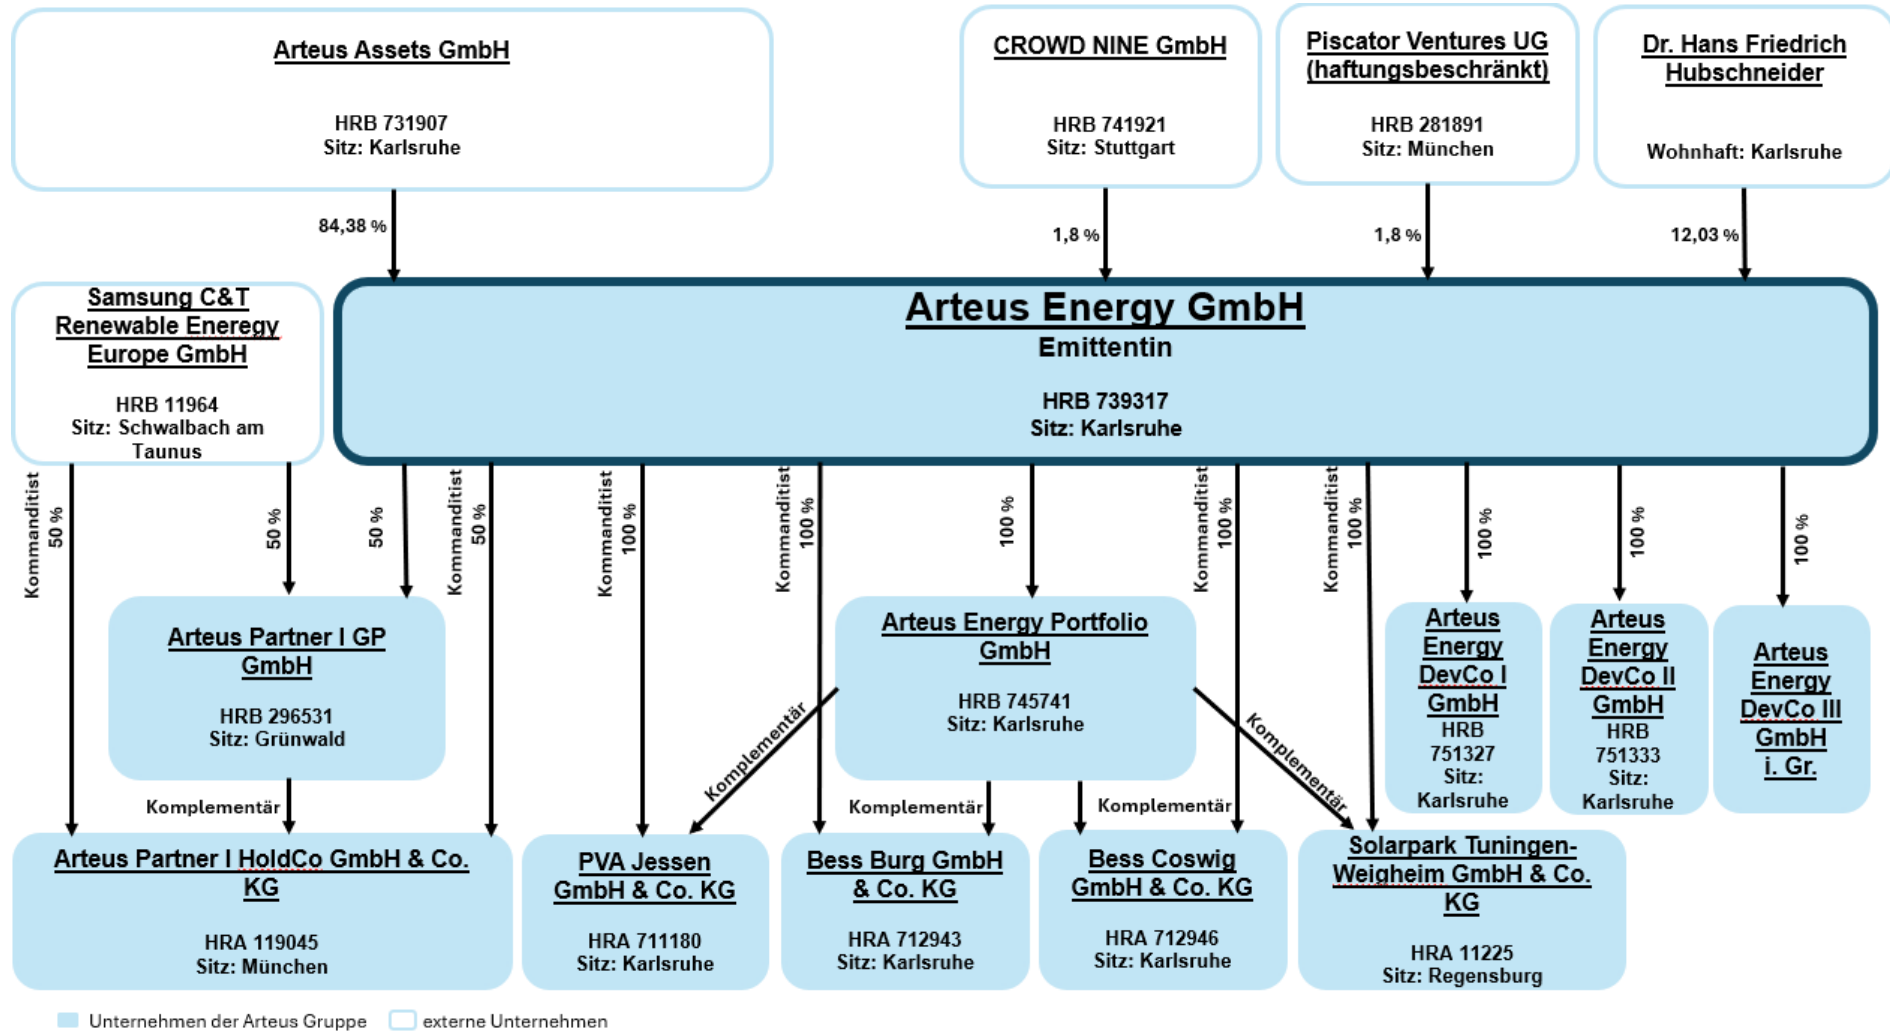 Arteus Assets GmbH
HRB 731907
Sitz: Karlsruhe
CROWD NINE GmbH
HRB 741921
Sitz: Stuttgart
Piscator Ventures UG
(haftungsbeschränkt)
HRB 281891
Sitz: München
Dr. Hans Friedrich
Hubschneider
Wohnhaft: Karlsruhe
84,38 %
1,8 %
1,8 %
12,03 %
Samsung C&T
Renewable Eneregy
Europe GmbH
HRB 11964
Sitz: Schwalbach am
Taunus
Arteus Energy GmbH
Emittentin
HRB 739317
Sitz: Karlsruhe
Kommanditist
50 %
50 %
50 %
Kommanditist
50 %
Kommanditist
100 %
Kommanditist
100 %
100 %
Kommanditist
100 %
Kommanditist
100 %
100 %
100 %
100 %
Arteus Partner I GP
GmbH
HRB 296531
Sitz: Grünwald
Arteus Energy Portfolio
GmbH
HRB 745741
Sitz: Karlsruhe
Arteus
Energy
DevCo I
GmbH
HRB
751327
Sitz:
Karlsruhe
Arteus
Energy
DevCo II
GmbH
HRB
751333
Sitz:
Karlsruhe
Arteus
Energy
DevCo III
GmbH
i. Gr.
Komplementär
Komplementär
Komplementär
Komplementär
Komplementär
Arteus Partner I HoldCo GmbH & Co.
KG
HRA 119045
Sitz: München
PVA Jessen
GmbH & Co. KG
HRA 711180
Sitz: Karlsruhe
Bess Burg GmbH
& Co. KG
HRA 712943
Sitz: Karlsruhe
Bess Coswig
GmbH & Co. KG
HRA 712946
Sitz: Karlsruhe
Solarpark Tuningen-
Weigheim GmbH & Co.
KG
HRA 11225
Sitz: Regensburg
Unternehmen der Arteus Gruppe
externe Unternehmen